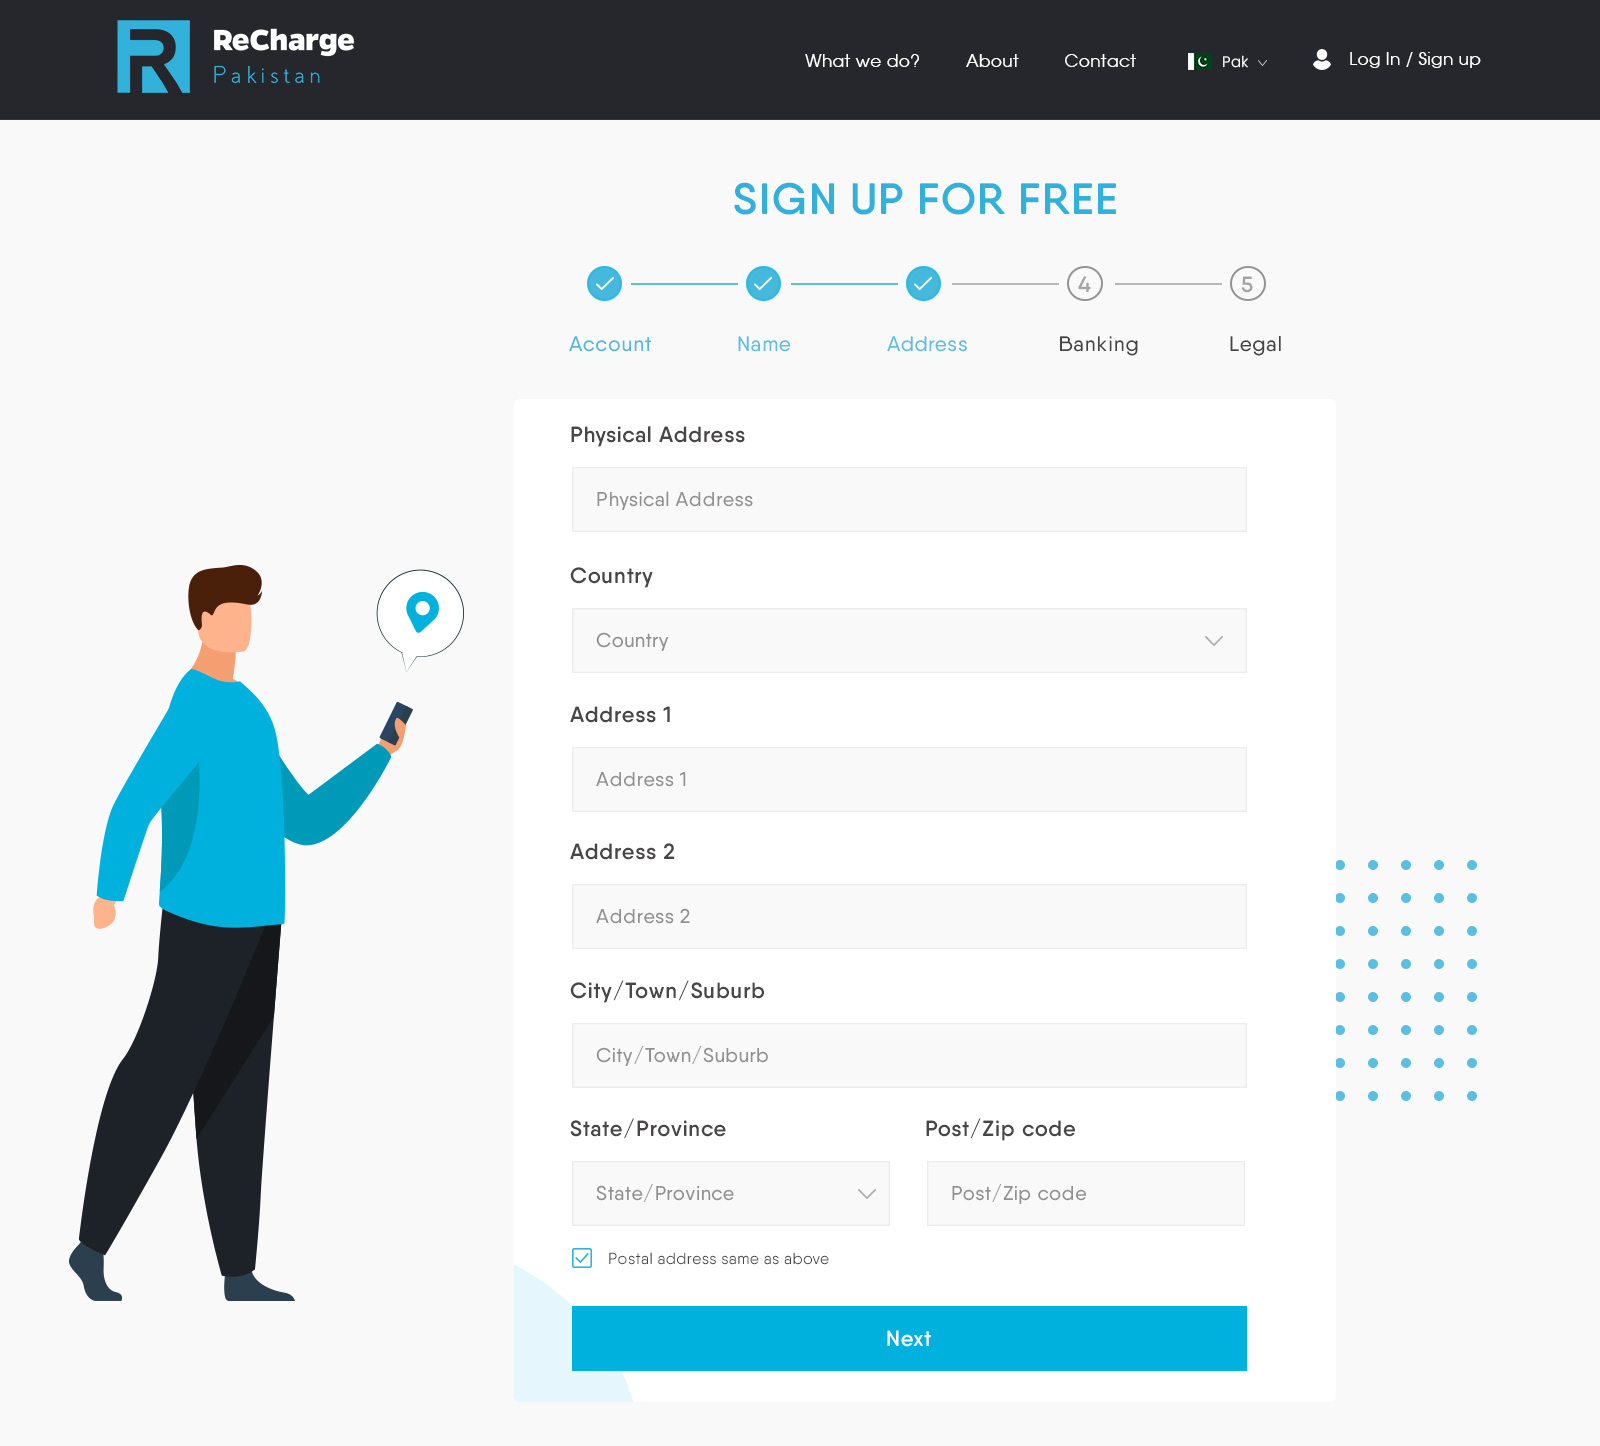 ReCharge
Pakistan
What we do?
About
Contact
Pak
Log In / Sign up
SIGN UP FOR FREE
4
5
Account
Name
Address
Banking
Legal
Physical Address
Physical Address
Country
Country
Address 1
Address 1
Address 2
Address 2
City/Town/Suburb
City/Town/Suburb
State/Province
Post/Zip code
State/Province
Post/Zip code
Postal address same as above
Next